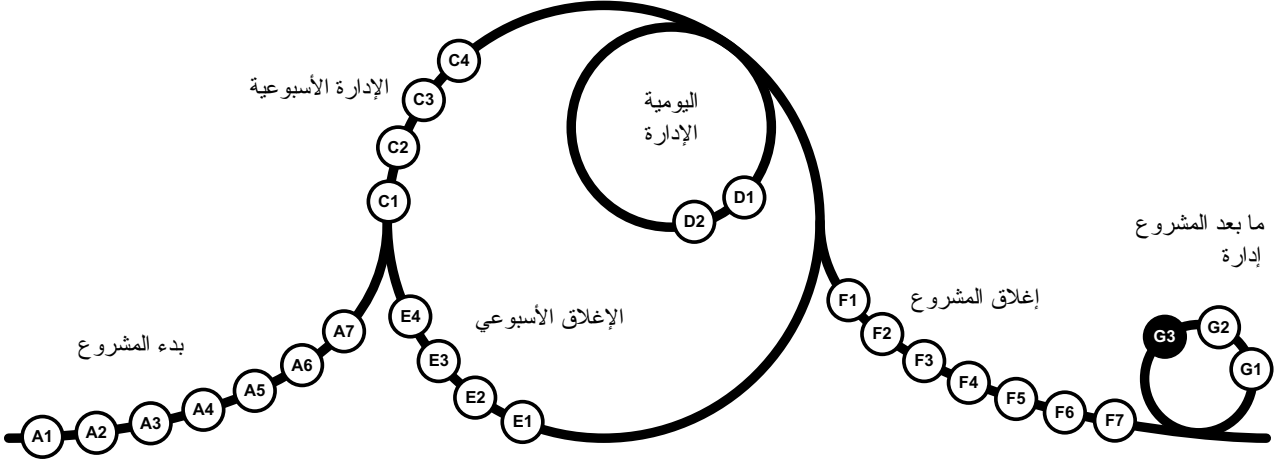 C4
الإدارة الأسبوعية
C3
C2
C1
اليومية
الإدارة
D1
D2
ما بعد المشروع
إدارة
بدء المشروع
A1
A2
A3
A4
A5
A6
A7
الإغلاق الأسبوعي
E4
E3
E2
E1
إغلاق المشروع
F1
F2
F3
F4
F5
F6
F7
G3
G2
G1